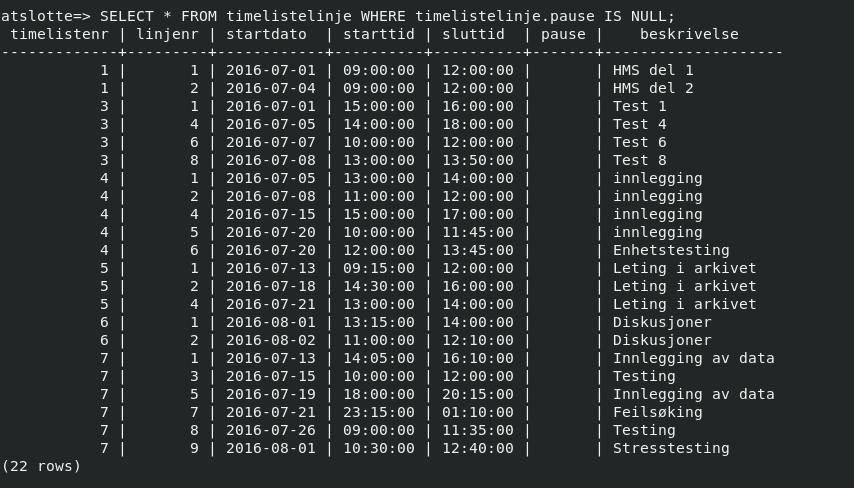 atslotte=> SELECT * FROM timelistelinje WHERE timelistelinje.pause IS NULL;
 timelistenr | linjenr | startdato  | starttid | sluttid  | pause |    beskrivelse
-------------+---------+------------+----------+----------+-------+--------------------
           1 |       1 | 2016-07-01 | 09:00:00 | 12:00:00 |       | HMS del 1
           1 |       2 | 2016-07-04 | 09:00:00 | 12:00:00 |       | HMS del 2
           3 |       1 | 2016-07-01 | 15:00:00 | 16:00:00 |       | Test 1
           3 |       4 | 2016-07-05 | 14:00:00 | 18:00:00 |       | Test 4
           3 |       6 | 2016-07-07 | 10:00:00 | 12:00:00 |       | Test 6
           3 |       8 | 2016-07-08 | 13:00:00 | 13:50:00 |       | Test 8
           4 |       1 | 2016-07-05 | 13:00:00 | 14:00:00 |       | innlegging
           4 |       2 | 2016-07-08 | 11:00:00 | 12:00:00 |       | innlegging
           4 |       4 | 2016-07-15 | 15:00:00 | 17:00:00 |       | innlegging
           4 |       5 | 2016-07-20 | 10:00:00 | 11:45:00 |       | innlegging
           4 |       6 | 2016-07-20 | 12:00:00 | 13:45:00 |       | Enhetstesting
           5 |       1 | 2016-07-13 | 09:15:00 | 12:00:00 |       | Leting i arkivet
           5 |       2 | 2016-07-18 | 14:30:00 | 16:00:00 |       | Leting i arkivet
           5 |       4 | 2016-07-21 | 13:00:00 | 14:00:00 |       | Leting i arkivet
           6 |       1 | 2016-08-01 | 13:15:00 | 14:00:00 |       | Diskusjoner
           6 |       2 | 2016-08-02 | 11:00:00 | 12:10:00 |       | Diskusjoner
           7 |       1 | 2016-07-13 | 14:05:00 | 16:10:00 |       | Innlegging av data
           7 |       3 | 2016-07-15 | 10:00:00 | 12:00:00 |       | Testing
           7 |       5 | 2016-07-19 | 18:00:00 | 20:15:00 |       | Innlegging av data
           7 |       7 | 2016-07-21 | 23:15:00 | 01:10:00 |       | Feilsøking
           7 |       8 | 2016-07-26 | 09:00:00 | 11:35:00 |       | Testing
           7 |       9 | 2016-08-01 | 10:30:00 | 12:40:00 |       | Stresstesting
(22 rows)